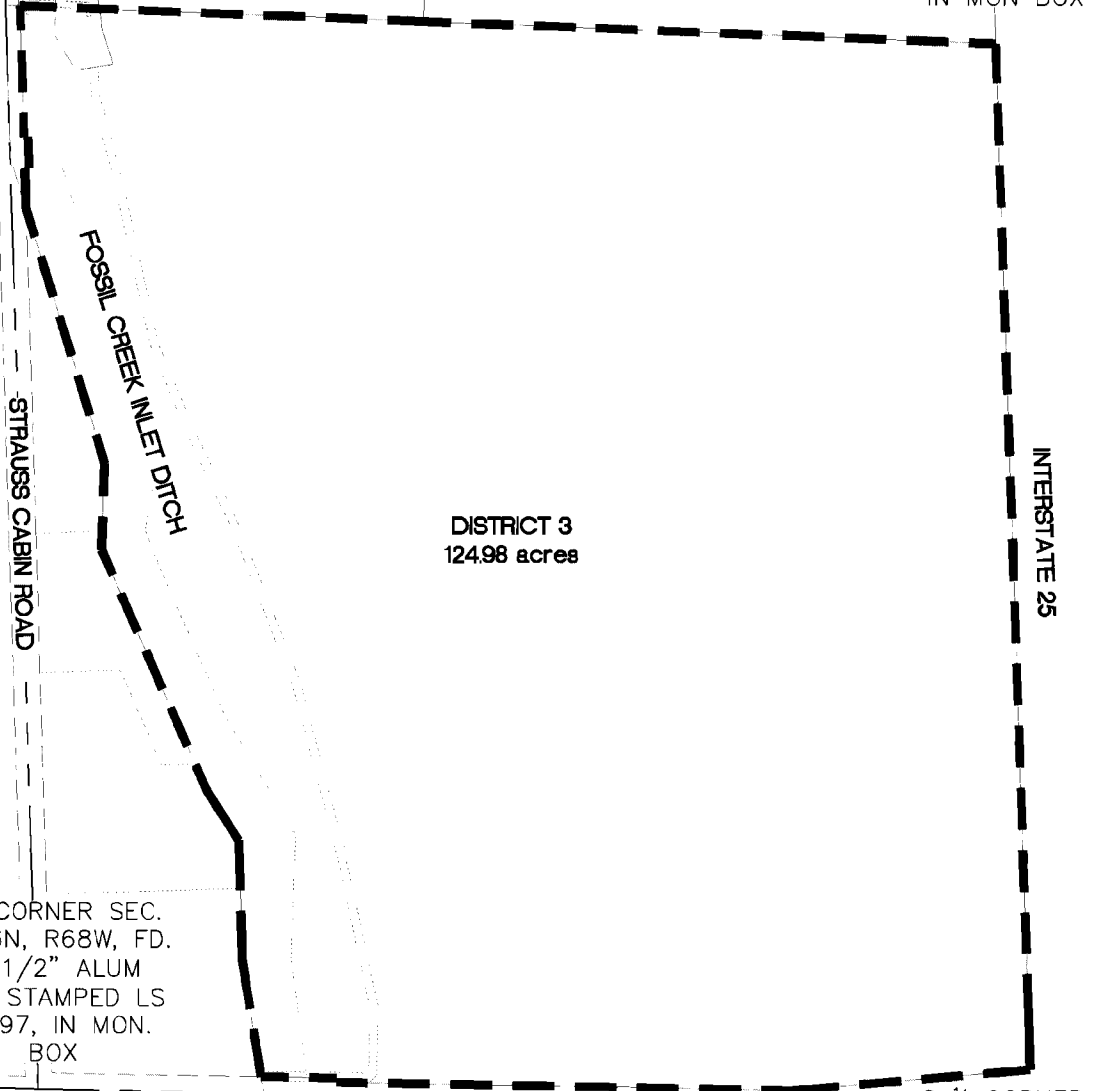 IN MON BOX
FOSSIL CREEK INLET DITCH
STRAUSS CABIN ROAD
DISTRICT 3
124.98 acres
INTERSTATE 25
CORNER SEC.
N, R68W, FD.
1/2" ALUM
STAMPED LS
97, IN MON.
BOX